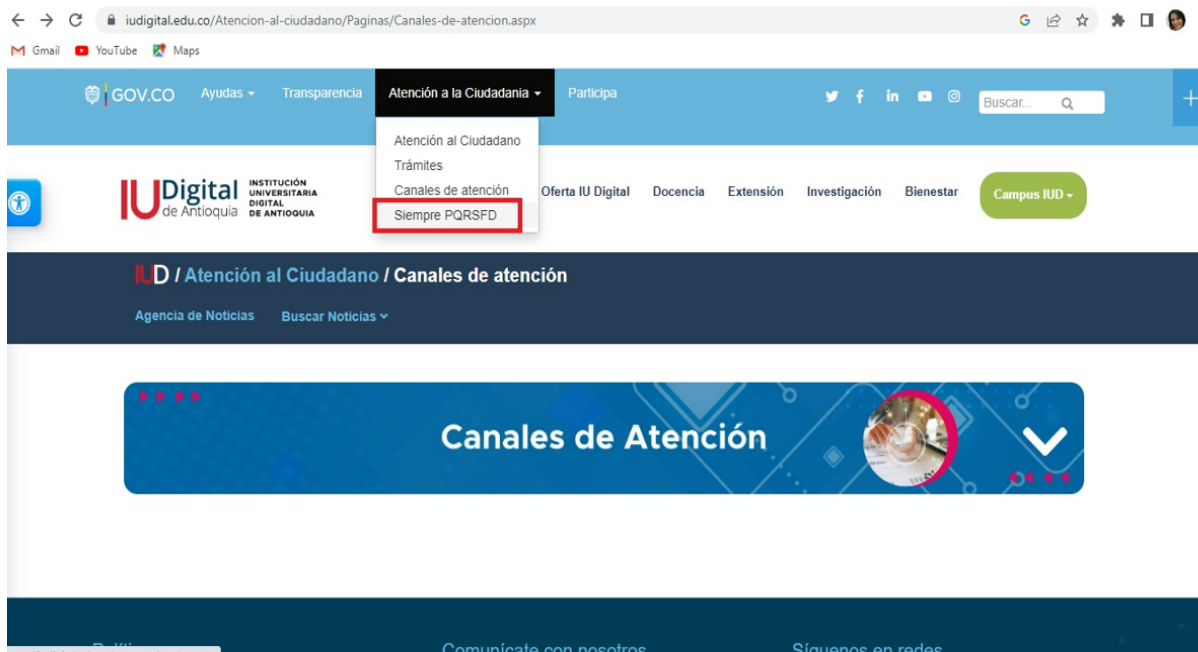 iudigital.edu.co/Atencion-al-ciudadano/Paginas/Canales-de-atencion.aspx
Gmail YouTube Maps
GOV.CO Ayudas Transparencia Atención a la Ciudadania Participa Buscar...
Atención al Ciudadano
Trámites
Canales de atención
Siempre PQRSFD
IUDigital
de Antioquia
INSTITUCIÓN
UNIVERSITARIA
DIGITAL
DE ANTIOQUIA
Oferta IU Digital Docencia Extensión Investigación Bienestar Campus IUD
IUD / Atención al Ciudadano / Canales de atención
Agencia de Noticias Buscar Noticias
Canales de Atención
Comunícate con nosotros Síguenos en redes